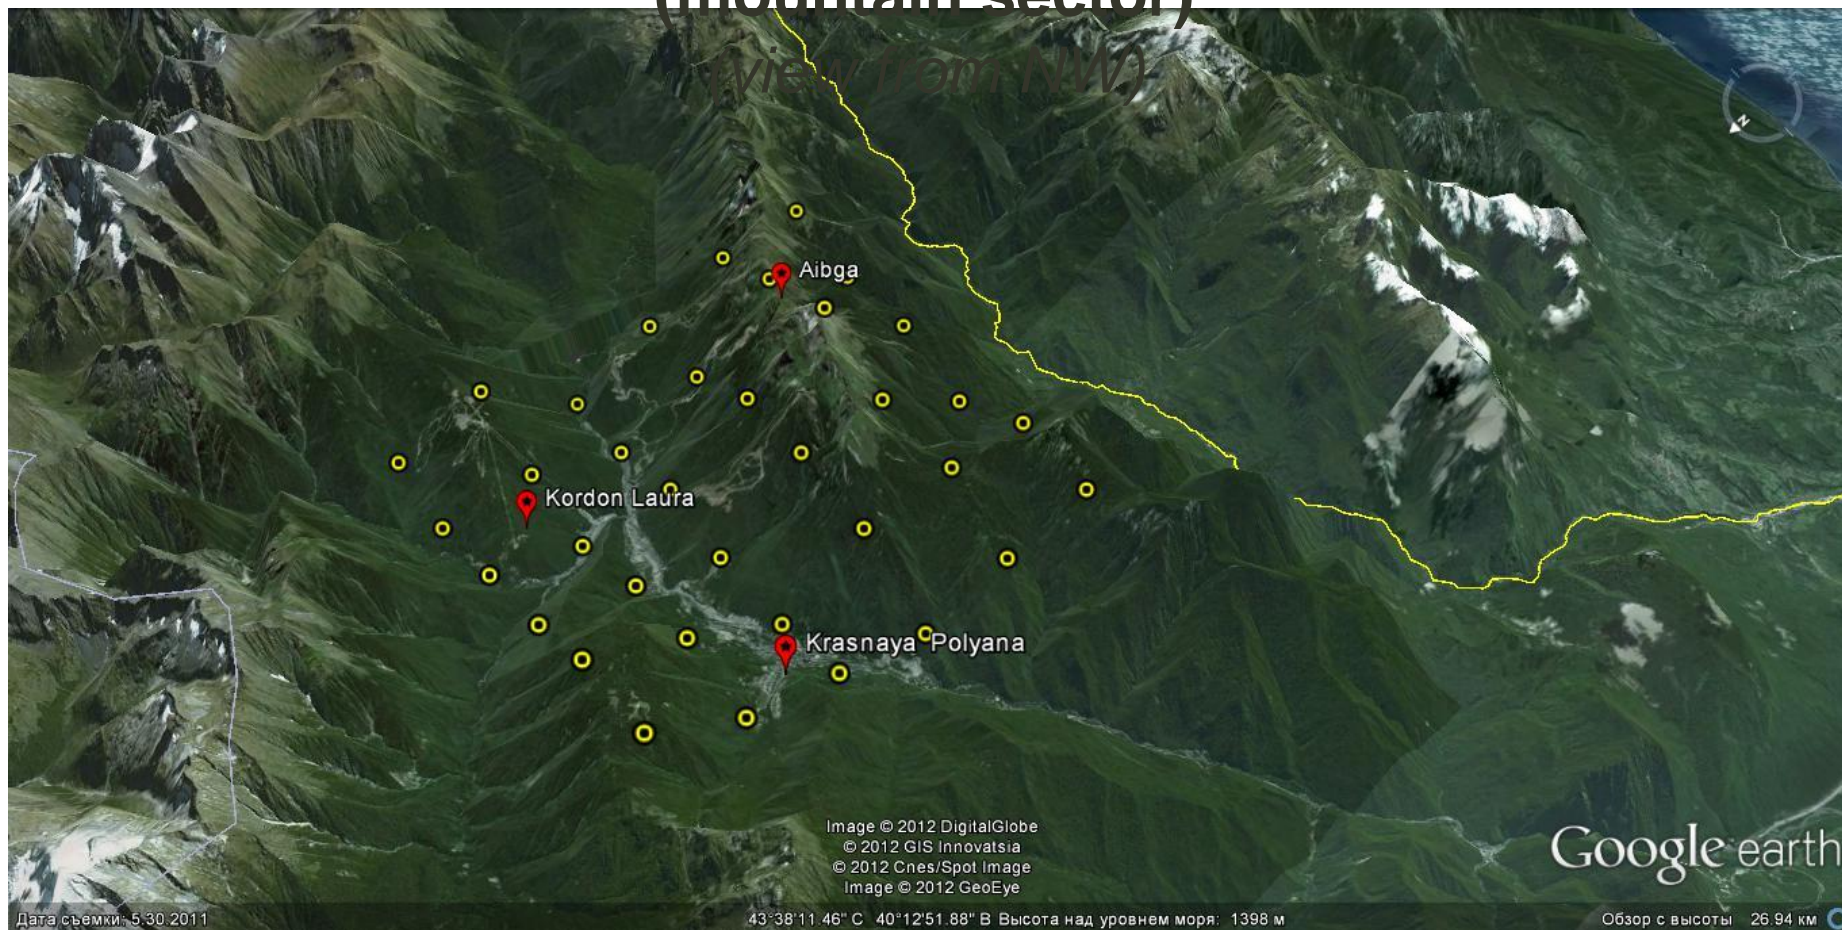 (mountain sector)
(view from NW)
N
Aibga
Kordon Laura
Krasnaya Polyana
Image © 2012 DigitalGlobe
© 2012 GIS Innovatsia
© 2012 Cnes/Spot Image
Image © 2012 GeoEye
Google earth
Дата съемки: 5.30.2011
43°38'11.46" С 40°12'51.88" В Высота над уровнем моря: 1398 м
Обзор с высоты 26.94 км